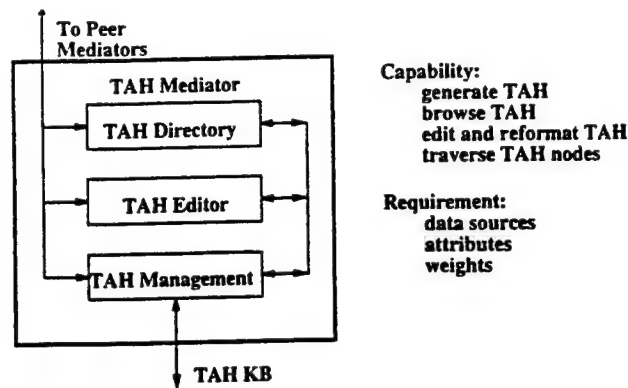 To Peer
Mediators
TAH Mediator
TAH Directory
TAH Editor
TAH Management
TAH KB
Capability:
generate TAH
browse TAH
edit and reformat TAH
traverse TAH nodes
Requirement:
data sources
attributes
weights